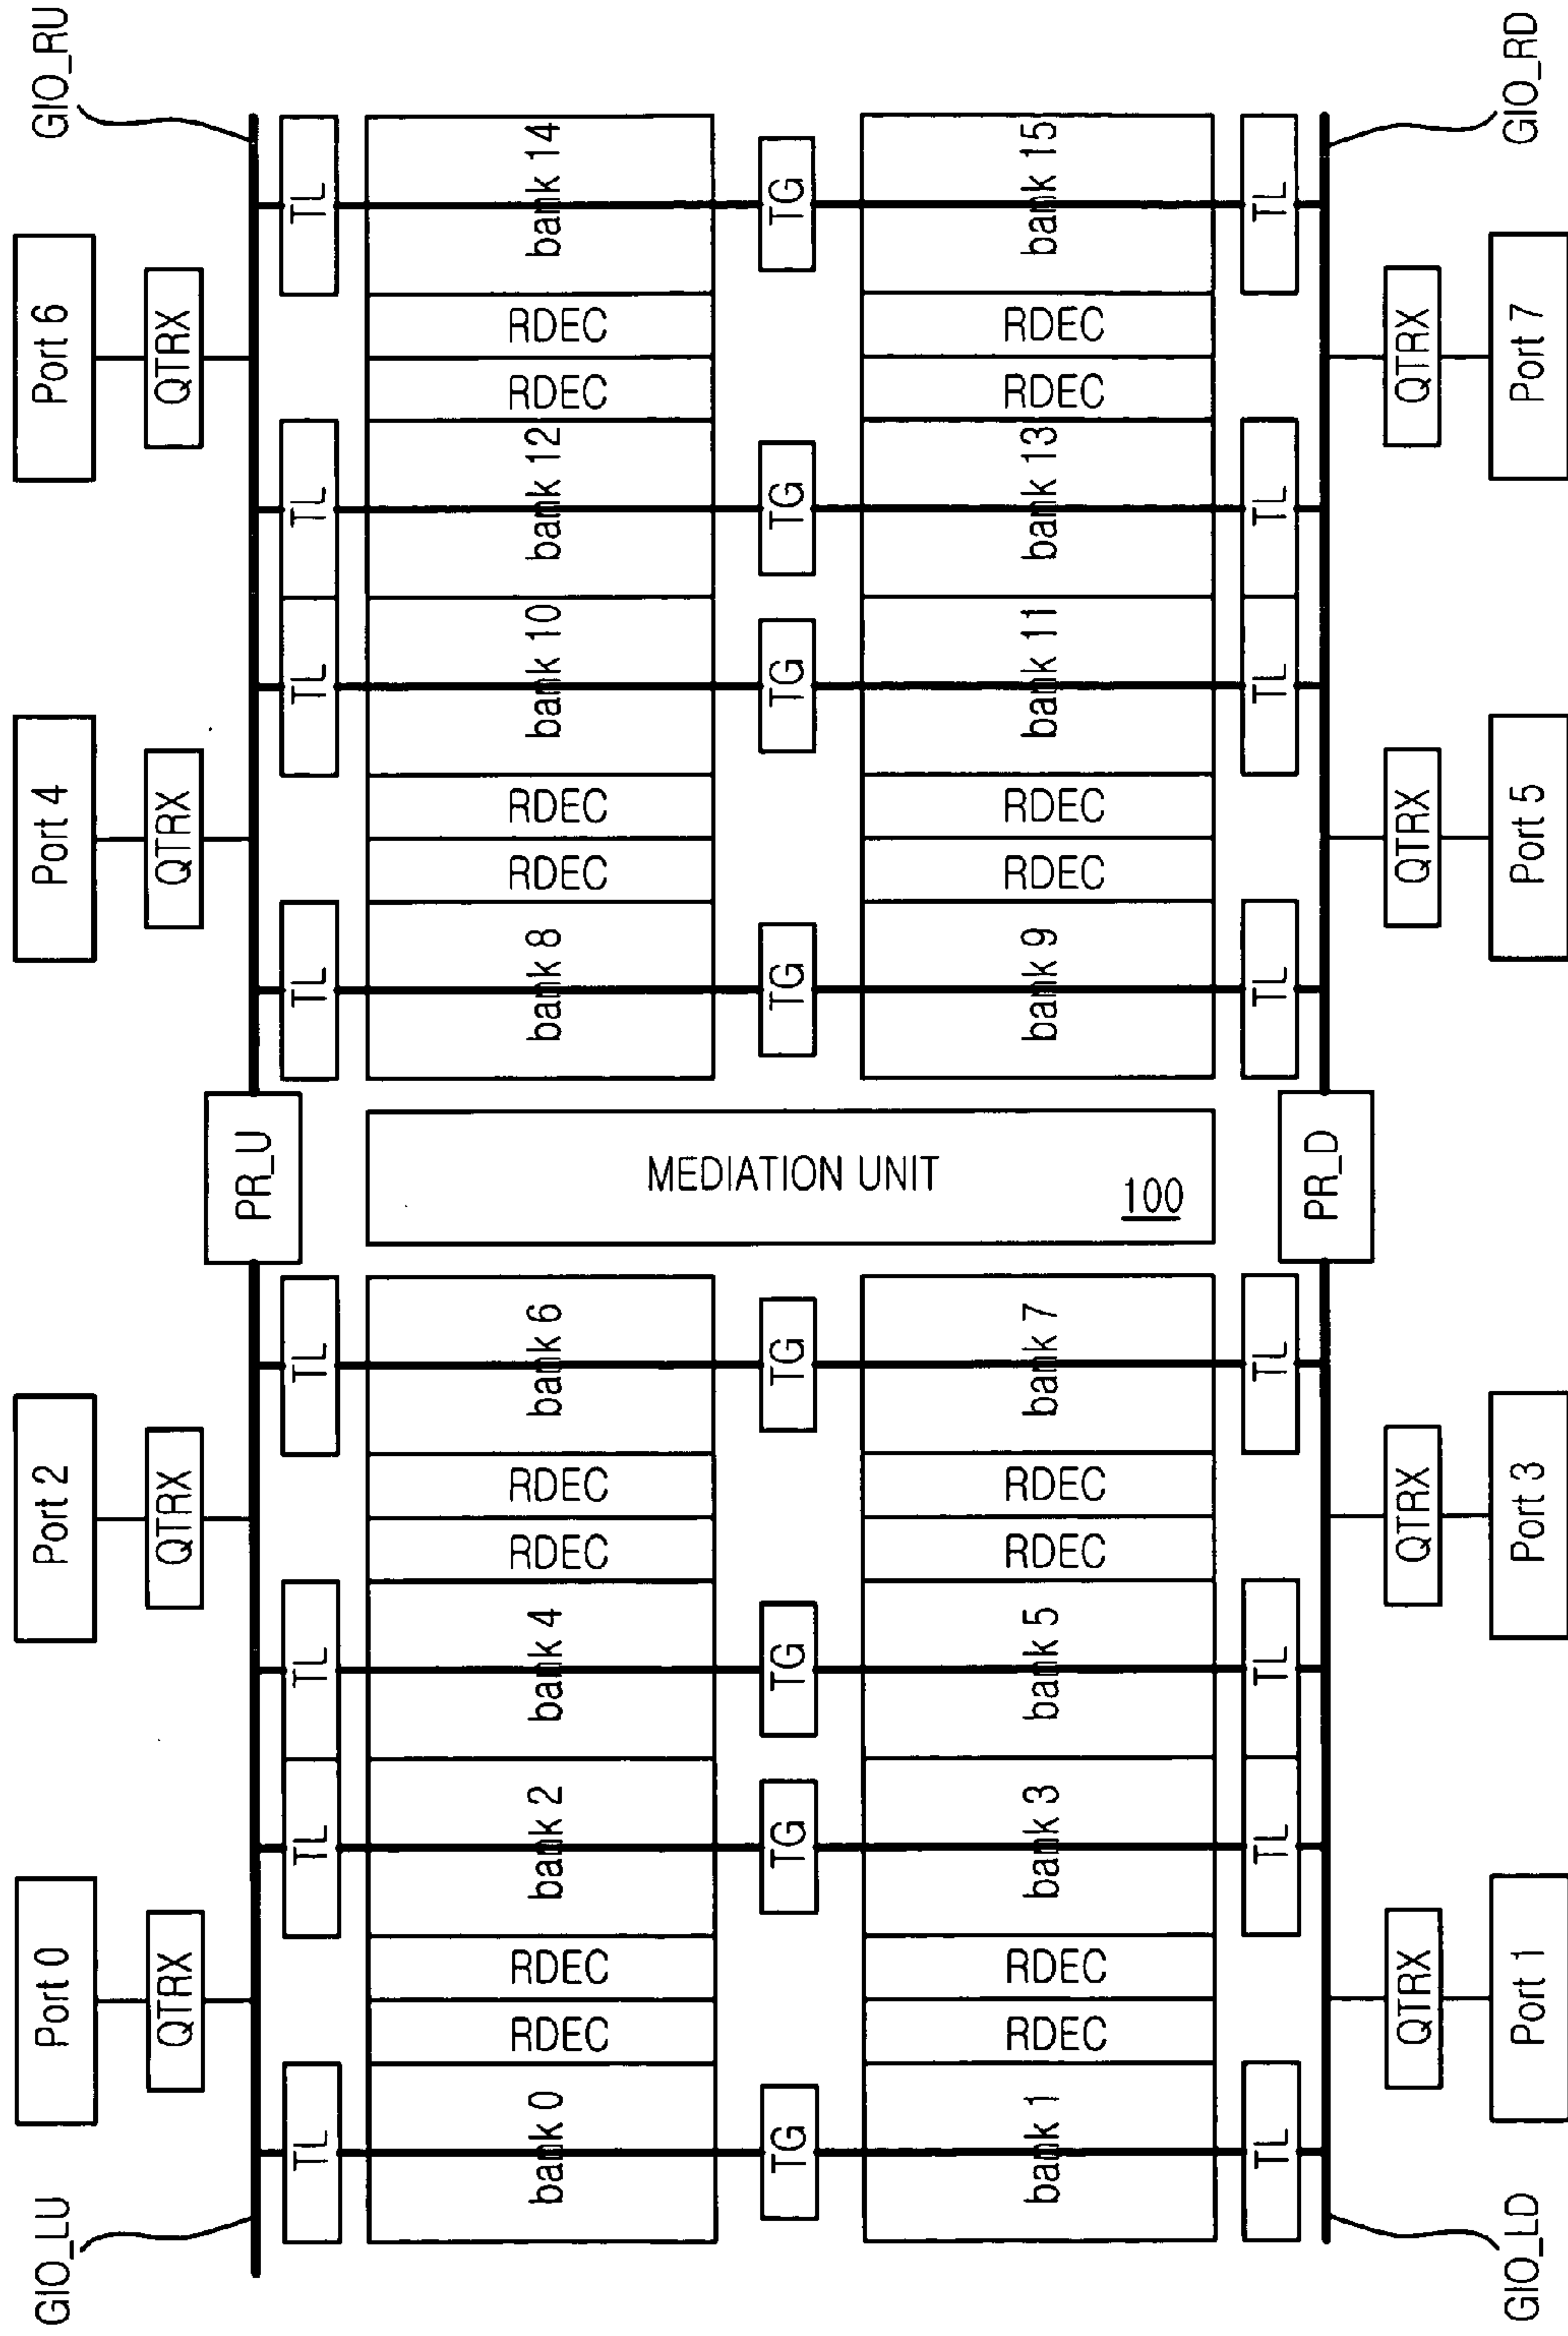 Port 0
Port 2
Port 4
Port 6
GIO_LU
GIO_RU
QTRX
QTRX
QTRX
QTRX
PR_U
TL
TL
TL
TL
TL
TL
TL
TL
bank 0
RDEC
RDEC
bank 2
bank 4
RDEC
RDEC
bank 6
bank 8
RDEC
RDEC
bank 10
bank 12
RDEC
RDEC
bank 14
TG
TG
TG
TG
MEDIATION UNIT
100
TG
TG
TG
TG
bank 1
RDEC
RDEC
bank 3
bank 5
RDEC
RDEC
bank 7
bank 9
RDEC
RDEC
bank 11
bank 13
RDEC
RDEC
bank 15
TL
TL
TL
TL
TL
TL
TL
TL
PR_D
QTRX
QTRX
QTRX
QTRX
GIO_LD
GIO_RD
Port 1
Port 3
Port 5
Port 7